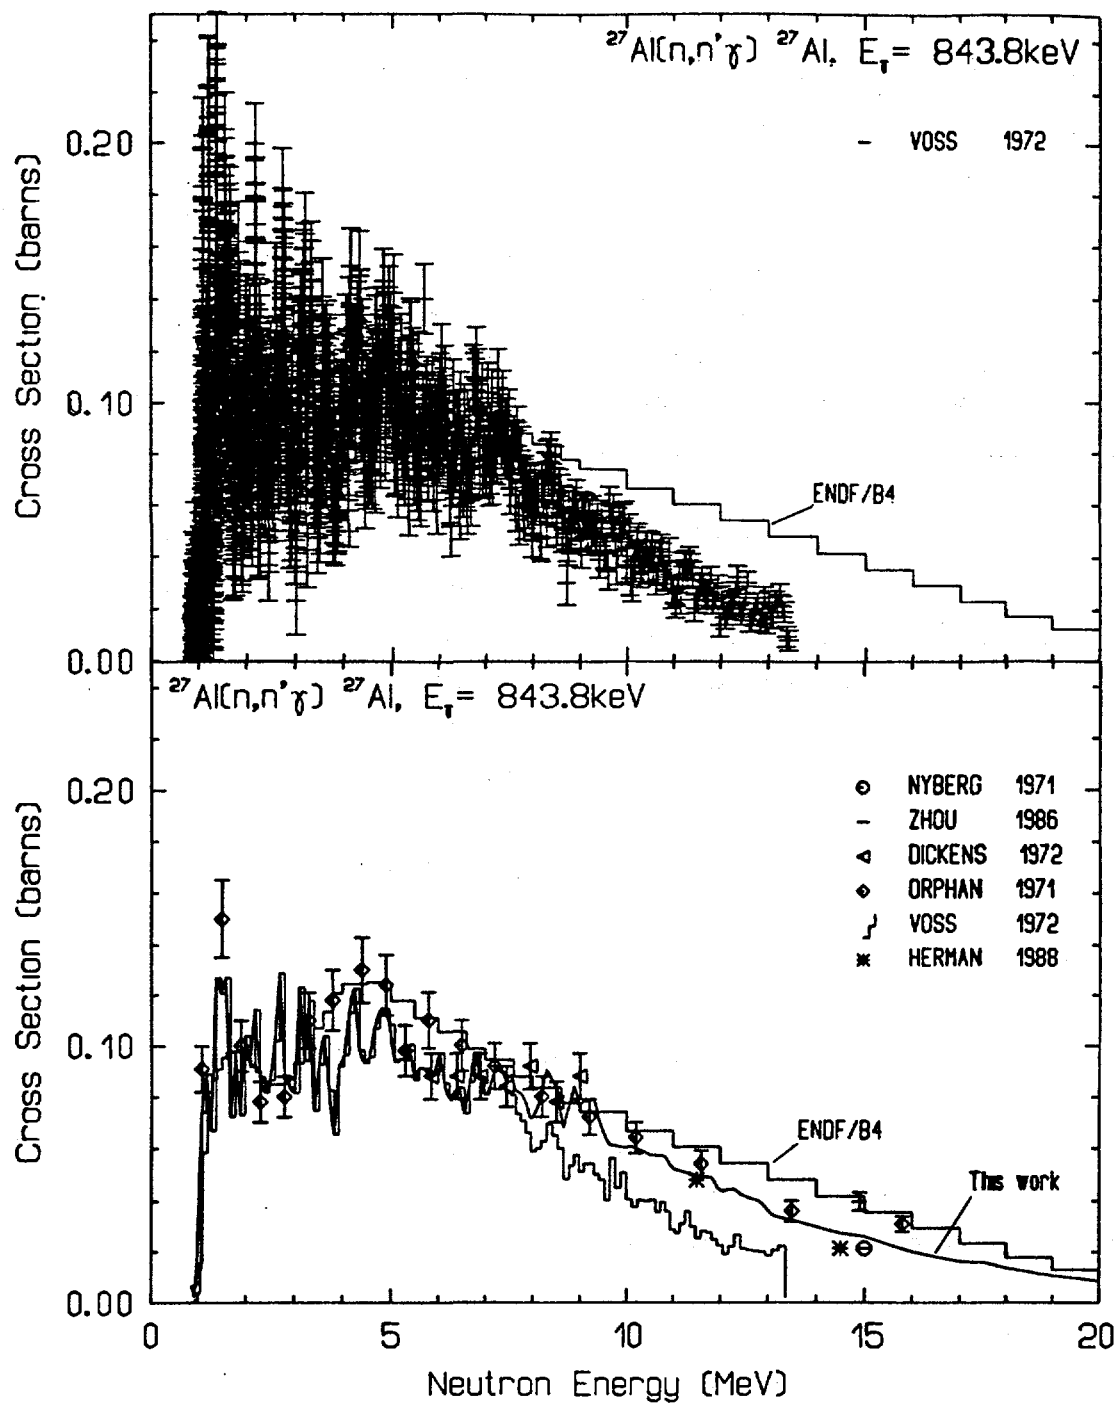 ²⁷Al(n,n'γ) ²⁷Al, Eγ= 843.8keV
— VOSS 1972
0.20
0.10
0.00
Cross Section (barns)
ENDF/B4
²⁷Al(n,n'γ) ²⁷Al, Eγ= 843.8keV
NYBERG 1971
— ZHOU 1986
DICKENS 1972
ORPHAN 1971
VOSS 1972
HERMAN 1988
0.20
0.10
0.00
Cross Section (barns)
ENDF/B4
This work
0 5 10 15 20
Neutron Energy (MeV)